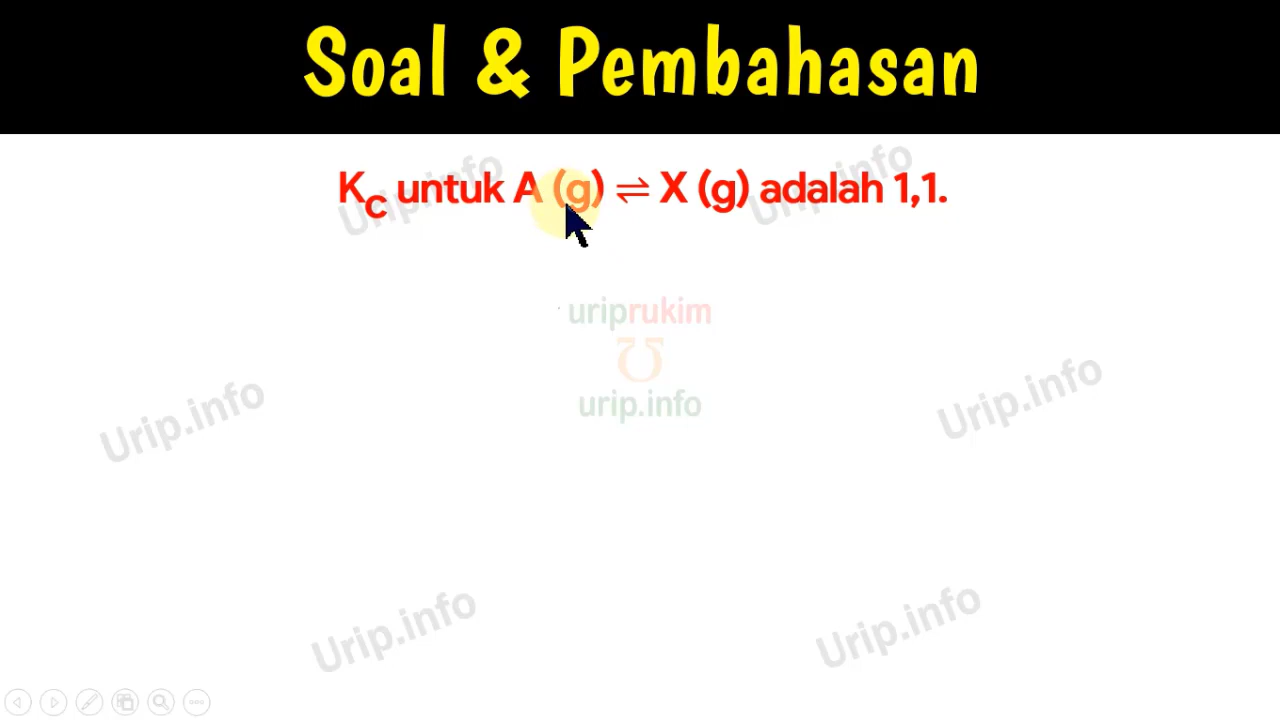 Soal & Pembahasan
Urip.info
Urip.info
Kc untuk A (g) ⇌ X (g) adalah 1,1.
uriprukim
urip.info
Urip.info
Urip.info
Urip.info
Urip.info